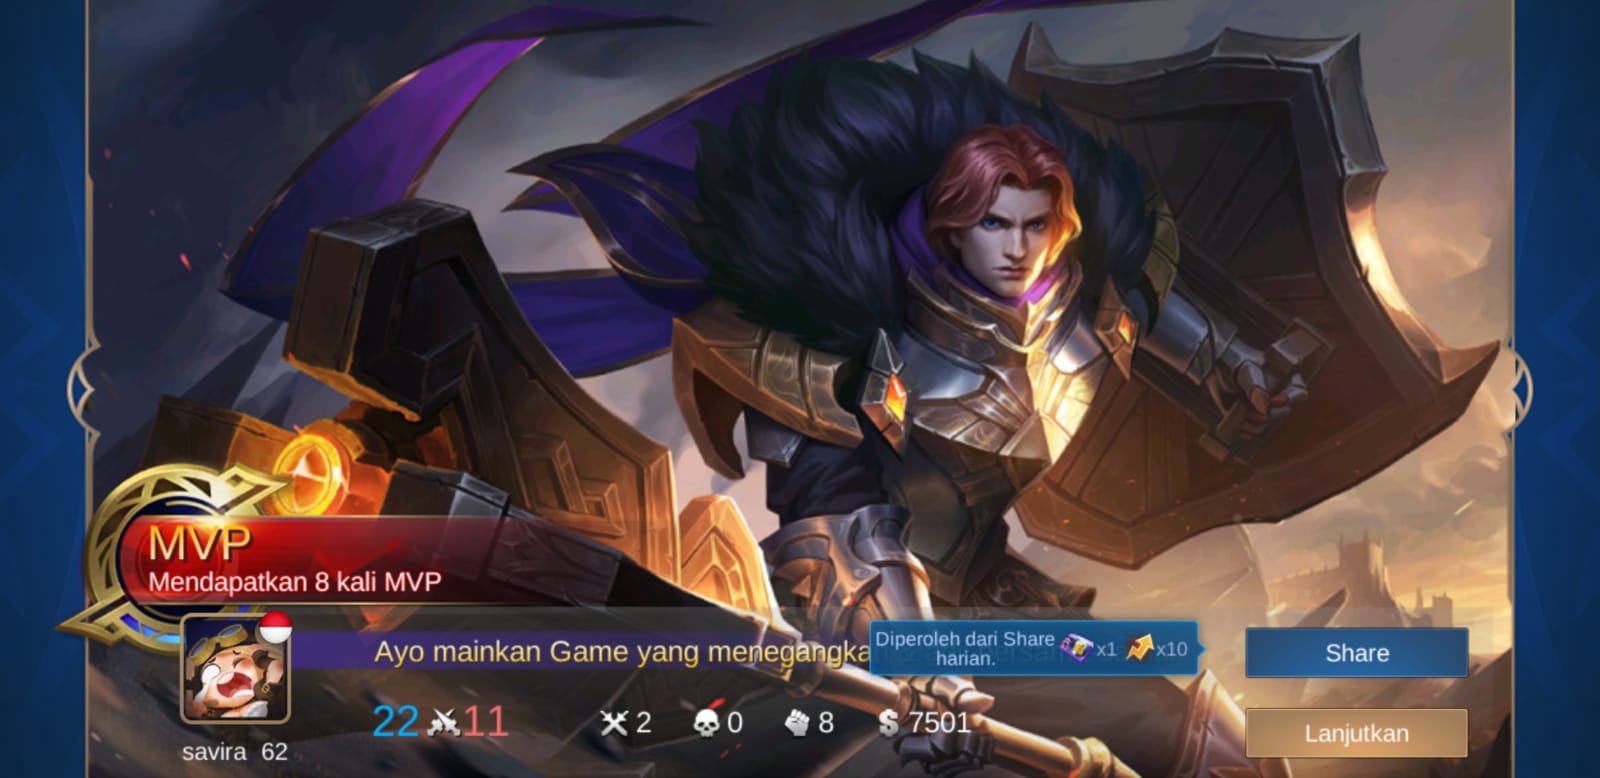 MVP
Mendapatkan 8 kali MVP
Ayo mainkan Game yang menegangka
Diperoleh dari Share
harian.
x1
x10
Share
22 11
2
0
8
7501
Lanjutkan
savira 62